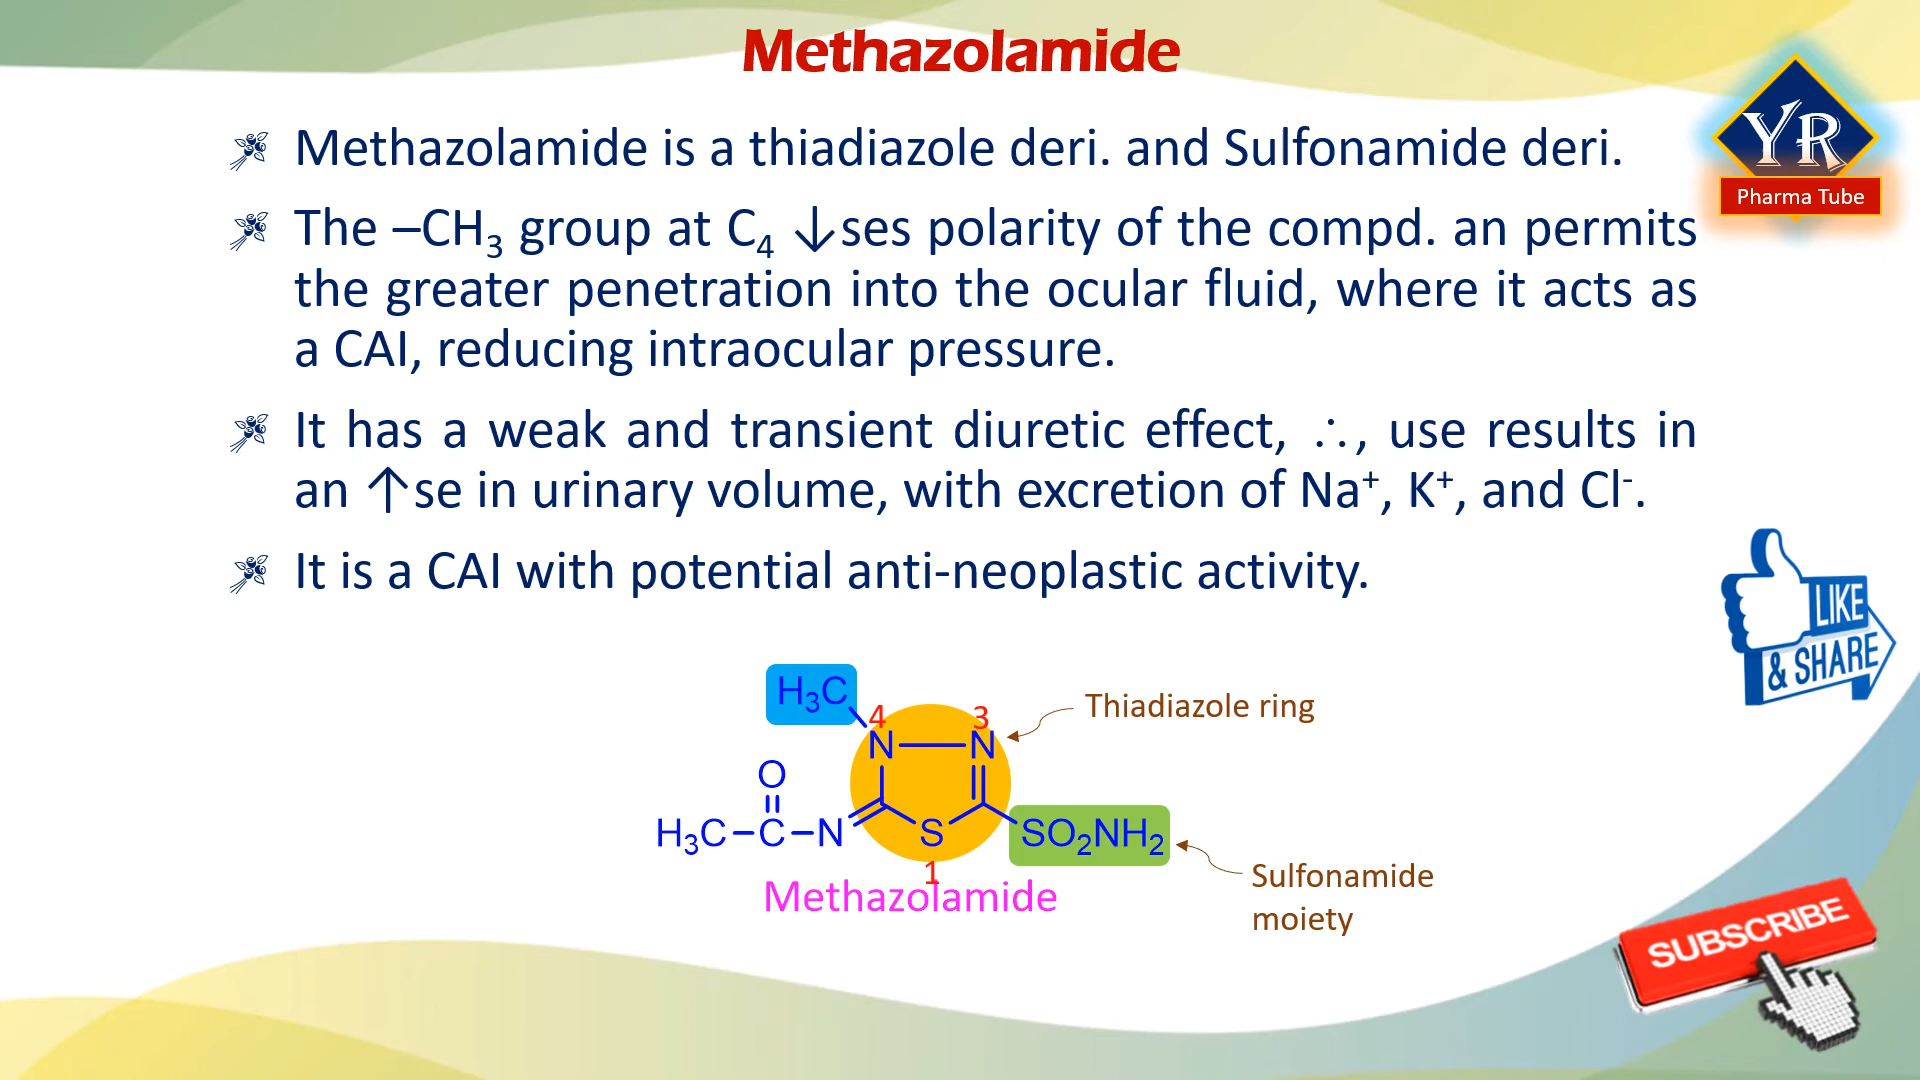 Methazolamide
YR
Pharma Tube
Methazolamide is a thiadiazole deri. and Sulfonamide deri.
The –CH₃ group at C₄ ↓ses polarity of the compd. an permits
the greater penetration into the ocular fluid, where it acts as
a CAI, reducing intraocular pressure.
It has a weak and transient diuretic effect, ∴, use results in
an ↑se in urinary volume, with excretion of Na⁺, K⁺, and Cl⁻.
It is a CAI with potential anti-neoplastic activity.
LIKE
& SHARE
H₃C
4
3
Thiadiazole ring
N
N
O
H₃C
C
N
S
SO₂NH₂
1
Methazolamide
Sulfonamide
moiety
SUBSCRIBE